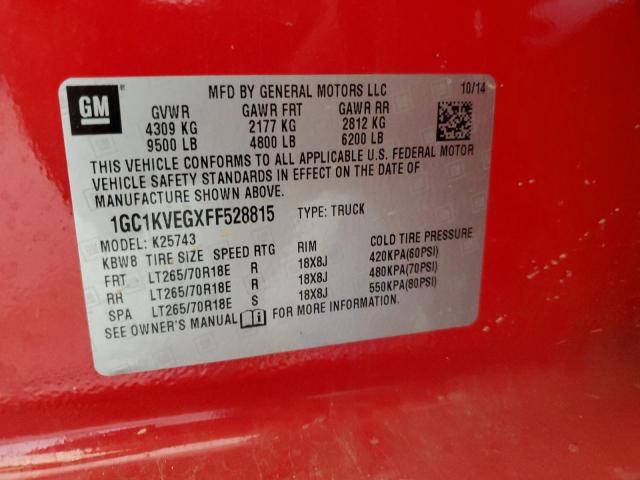 GM
MFD BY GENERAL MOTORS LLC 10/14
GVWR GAWR FRT GAWR RR
4309 KG 2177 KG 2812 KG
9500 LB 4800 LB 6200 LB
THIS VEHICLE CONFORMS TO ALL APPLICABLE U.S. FEDERAL MOTOR
VEHICLE SAFETY STANDARDS IN EFFECT ON THE DATE OF
MANUFACTURE SHOWN ABOVE.
1GC1KVEGXFF528815 TYPE: TRUCK
MODEL: K25743
KBW8 TIRE SIZE SPEED RTG RIM COLD TIRE PRESSURE
FRT LT265/70R18E R 18X8J 420KPA(60PSI)
RR LT265/70R18E R 18X8J 480KPA(70PSI)
SPA LT265/70R18E S 18X8J 550KPA(80PSI)
SEE OWNER'S MANUAL FOR MORE INFORMATION.